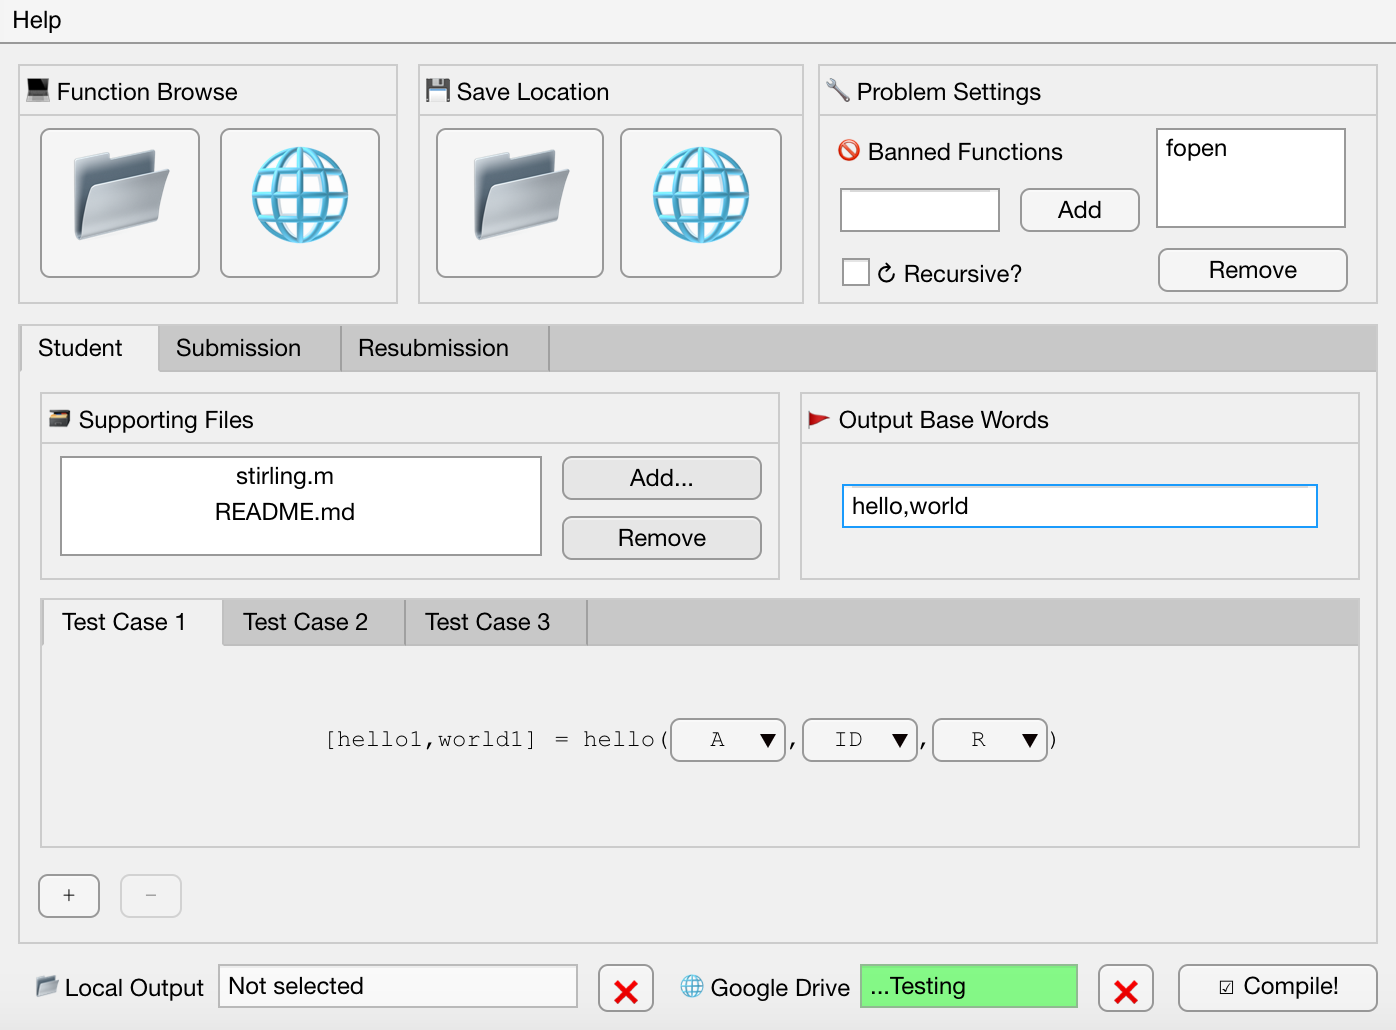 Help
Function Browse
Save Location
Problem Settings
Banned Functions
fopen
Add
Recursive?
Remove
Student
Submission
Resubmission
Supporting Files
stirling.m
README.md
Add...
Remove
Output Base Words
hello,world
Test Case 1
Test Case 2
Test Case 3
[hello1,world1] = hello( A , ID , R )
+
−
Local Output
Not selected
Google Drive
...Testing
Compile!